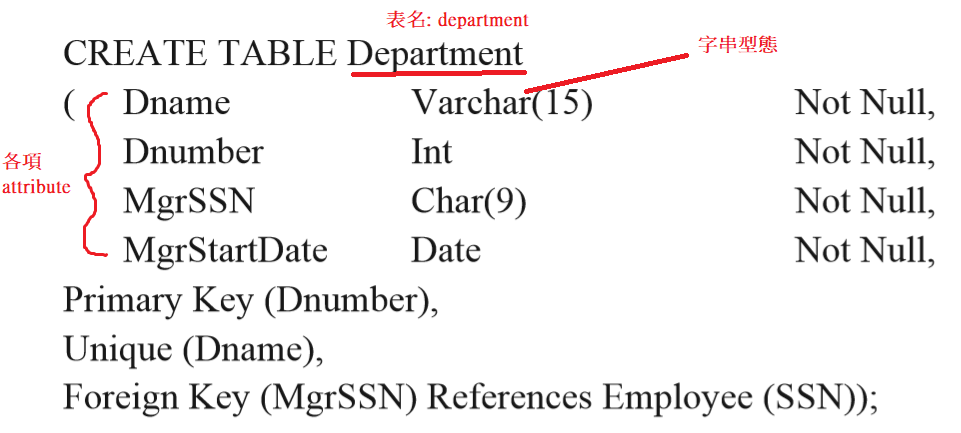 表名: department
CREATE TABLE Department
字串型態
( Dname Varchar(15) Not Null,
Dnumber Int Not Null,
各項
attribute
MgrSSN Char(9) Not Null,
MgrStartDate Date Not Null,
Primary Key (Dnumber),
Unique (Dname),
Foreign Key (MgrSSN) References Employee (SSN));